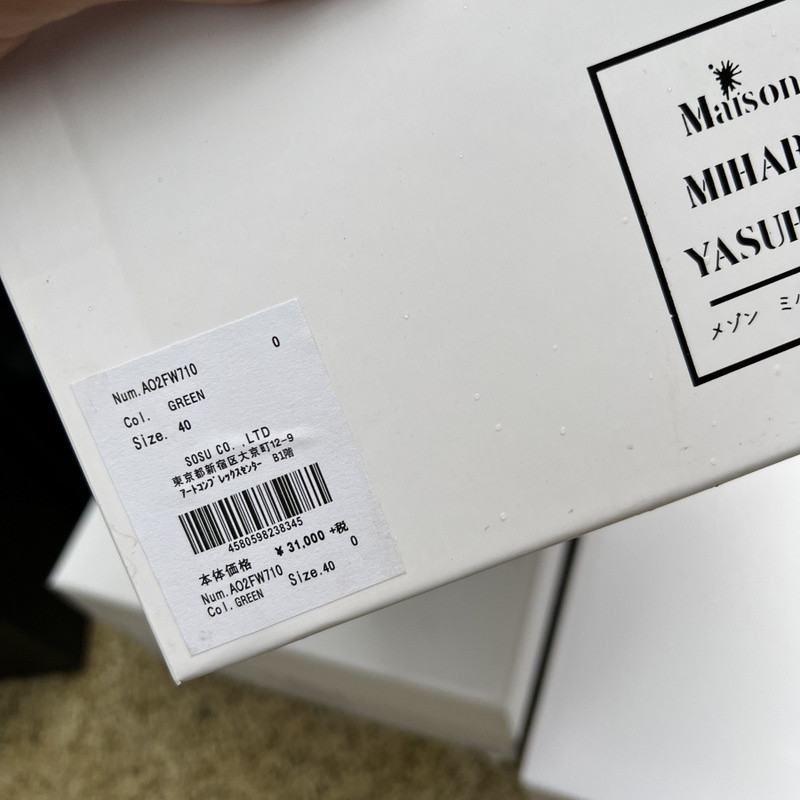 Maison
MIHAR
YASUH
メゾン ミハ
0
Num. AO2FW710
Col. GREEN
Size. 40
SOSU CO. ,LTD
東京都新宿区大京町12-9
アートコンプレックスセンター B1階
4580598238345
¥ 31,000 +税
本体価格
0
Num. AO2FW710 Size. 40
Col. GREEN